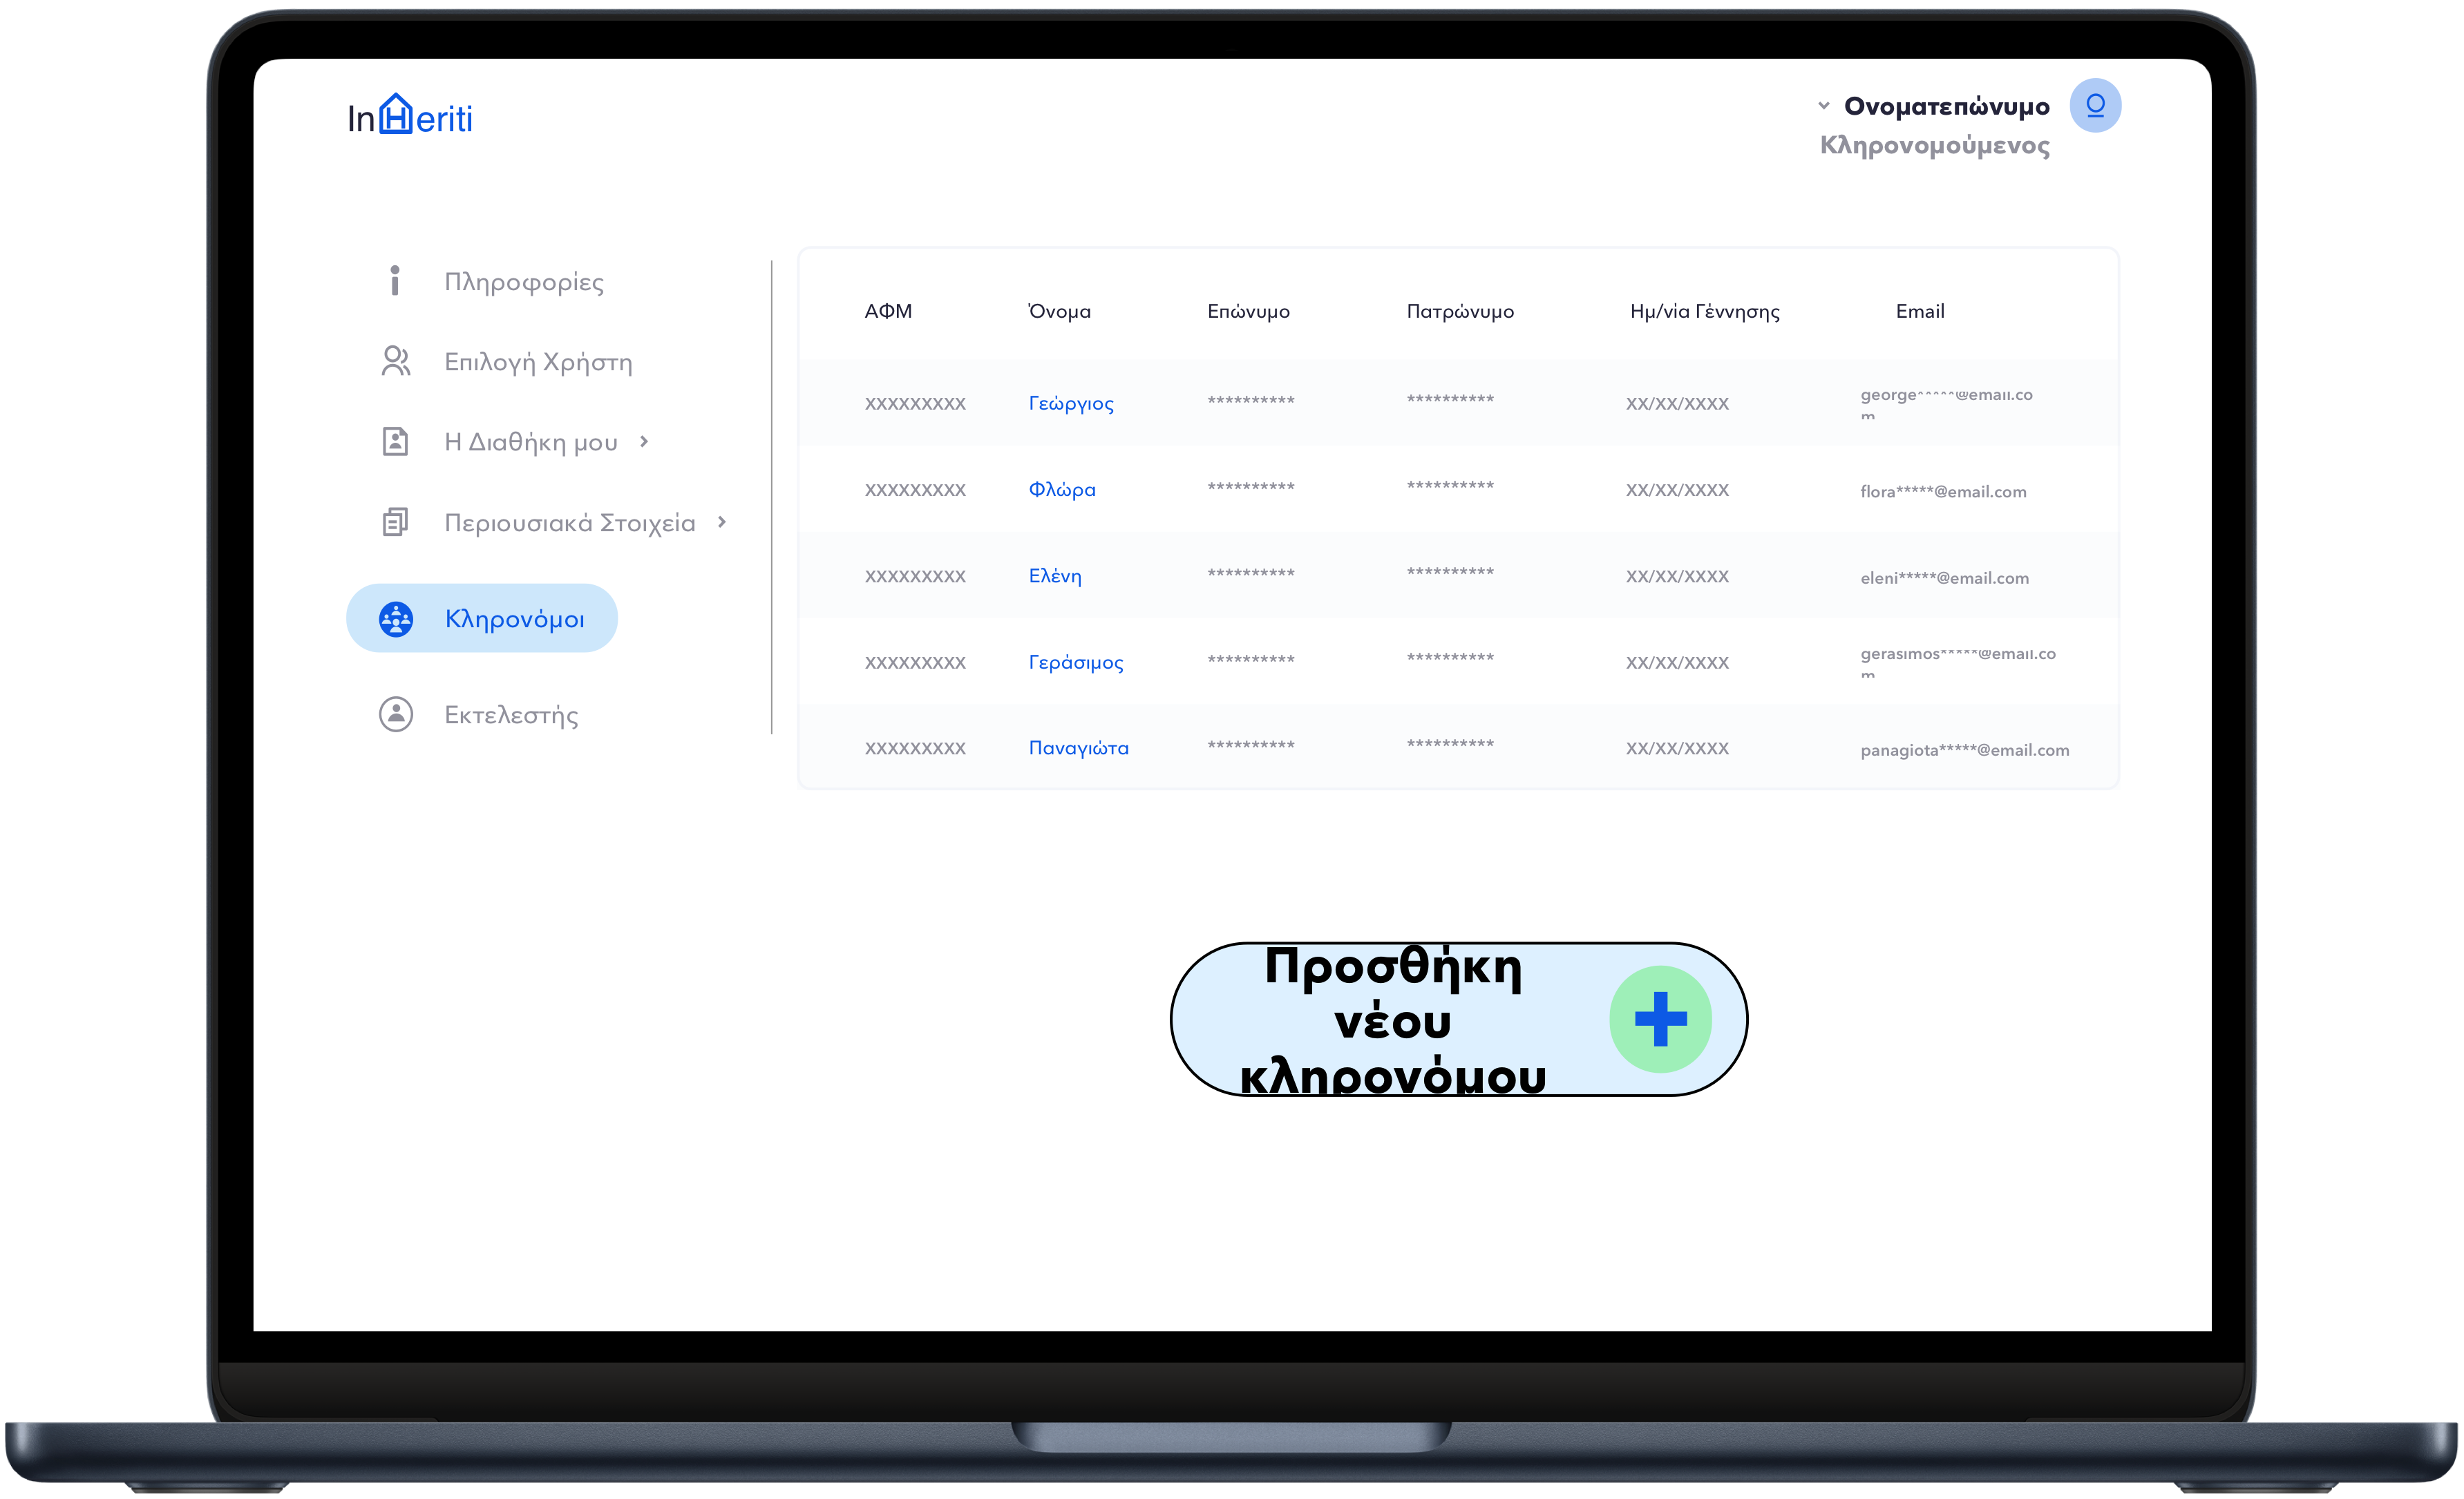 InHeriti
Ονοματεπώνυμο
Κληρονομούμενος
Πληροφορίες
Επιλογή Χρήστη
Η Διαθήκη μου
Περιουσιακά Στοιχεία
Κληρονόμοι
Εκτελεστής
ΑΦΜ Όνομα Επώνυμο Πατρώνυμο Ημ/νία Γέννησης Email
XXXXXXXXX Γεώργιος ********** ********** XX/XX/XXXX george*****@email.co
m
XXXXXXXXX Φλώρα ********** ********** XX/XX/XXXX flora*****@email.com
XXXXXXXXX Ελένη ********** ********** XX/XX/XXXX eleni*****@email.com
XXXXXXXXX Γεράσιμος ********** ********** XX/XX/XXXX gerasimos*****@email.co
m
XXXXXXXXX Παναγιώτα ********** ********** XX/XX/XXXX panagiota*****@email.com
Προσθήκη
νέου
κληρονόμου